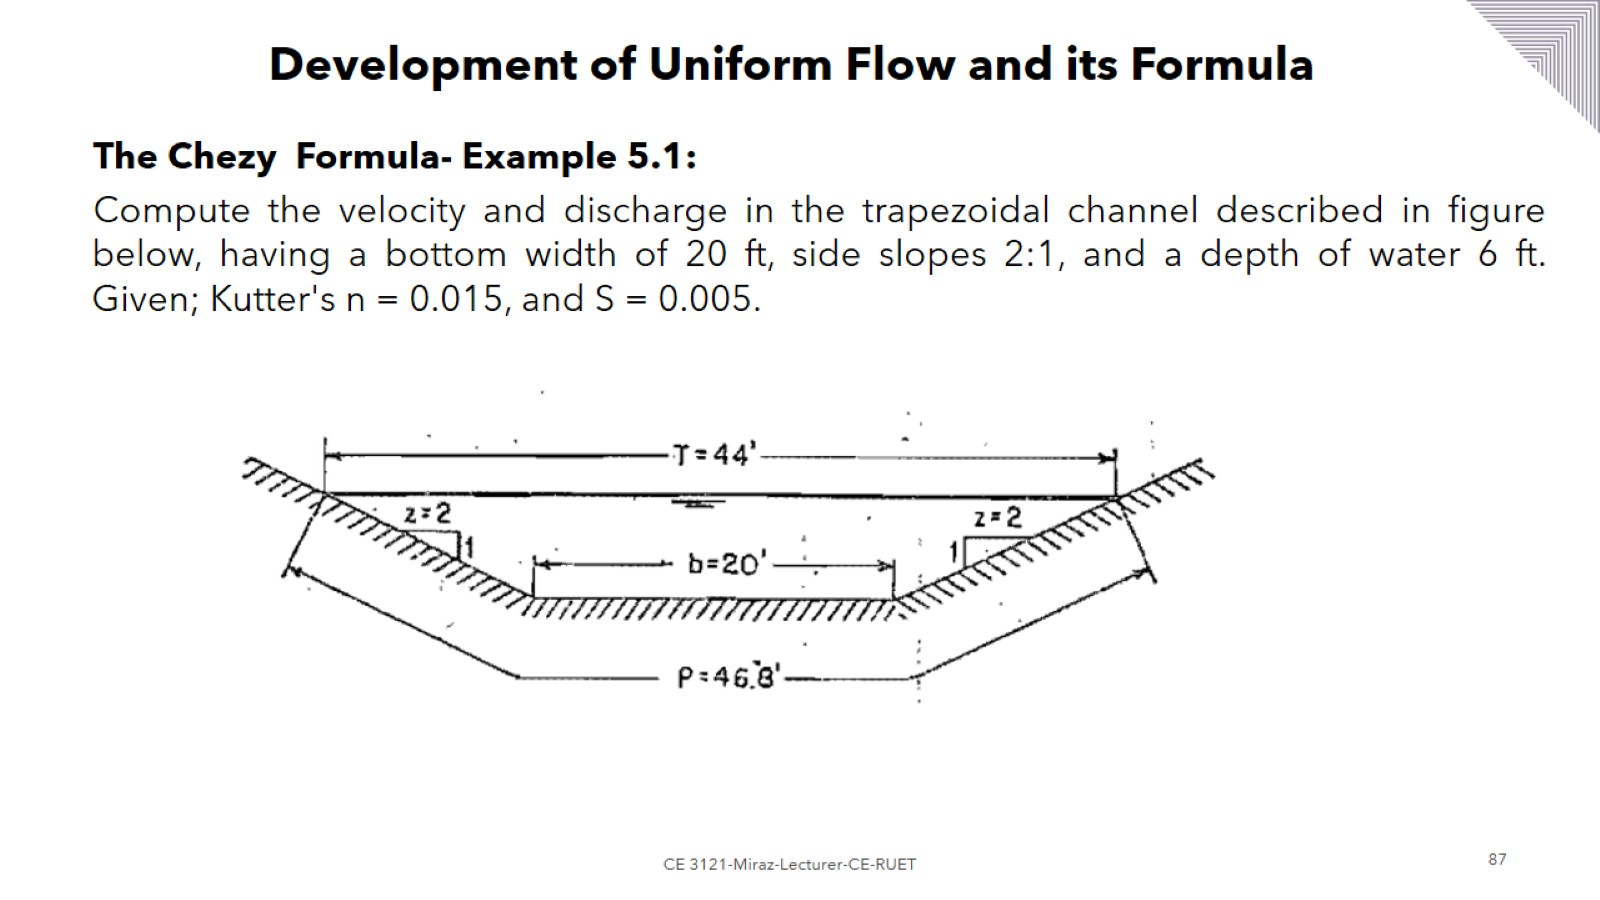 Development of Uniform Flow and its Formula
The Chezy Formula- Example 5.1:
Compute the velocity and discharge in the trapezoidal channel described in figure
below, having a bottom width of 20 ft, side slopes 2:1, and a depth of water 6 ft.
Given; Kutter's n = 0.015, and S = 0.005.
T=44'
z=2
1
z=2
1
b=20'
P=46.8'
CE 3121-Miraz-Lecturer-CE-RUET
87